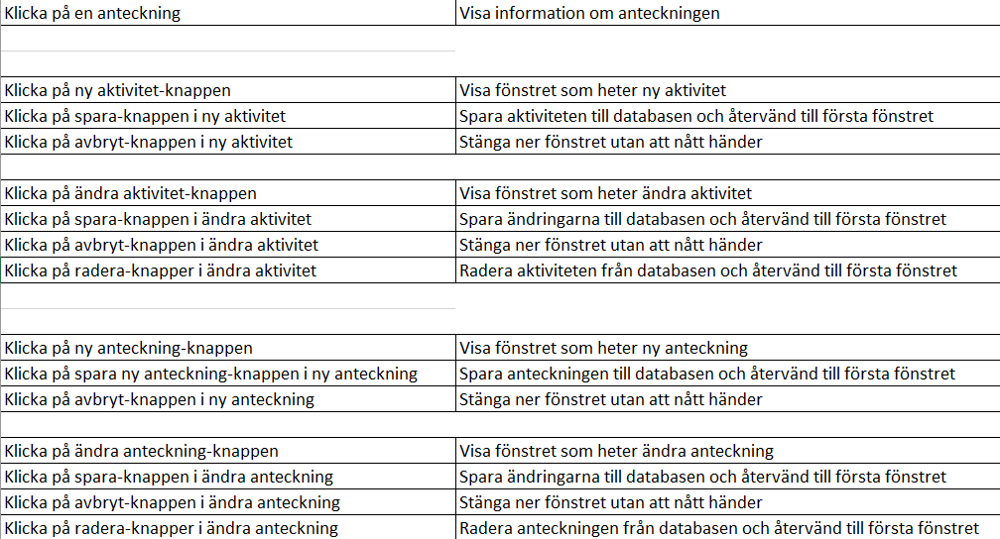 Klicka på en anteckning Visa information om anteckningen
Klicka på ny aktivitet-knappen Visa fönstret som heter ny aktivitet
Klicka på spara-knappen i ny aktivitet Spara aktiviteten till databasen och återvänd till första fönstret
Klicka på avbryt-knappen i ny aktivitet Stänga ner fönstret utan att nått händer
Klicka på ändra aktivitet-knappen Visa fönstret som heter ändra aktivitet
Klicka på spara-knappen i ändra aktivitet Spara ändringarna till databasen och återvänd till första fönstret
Klicka på avbryt-knappen i ändra aktivitet Stänga ner fönstret utan att nått händer
Klicka på radera-knapper i ändra aktivitet Radera aktiviteten från databasen och återvänd till första fönstret
Klicka på ny anteckning-knappen Visa fönstret som heter ny anteckning
Klicka på spara ny anteckning-knappen i ny anteckning Spara anteckningen till databasen och återvänd till första fönstret
Klicka på avbryt-knappen i ny anteckning Stänga ner fönstret utan att nått händer
Klicka på ändra anteckning-knappen Visa fönstret som heter ändra anteckning
Klicka på spara-knappen i ändra anteckning Spara ändringarna till databasen och återvänd till första fönstret
Klicka på avbryt-knappen i ändra anteckning Stänga ner fönstret utan att nått händer
Klicka på radera-knapper i ändra anteckning Radera anteckningen från databasen och återvänd till första fönstret